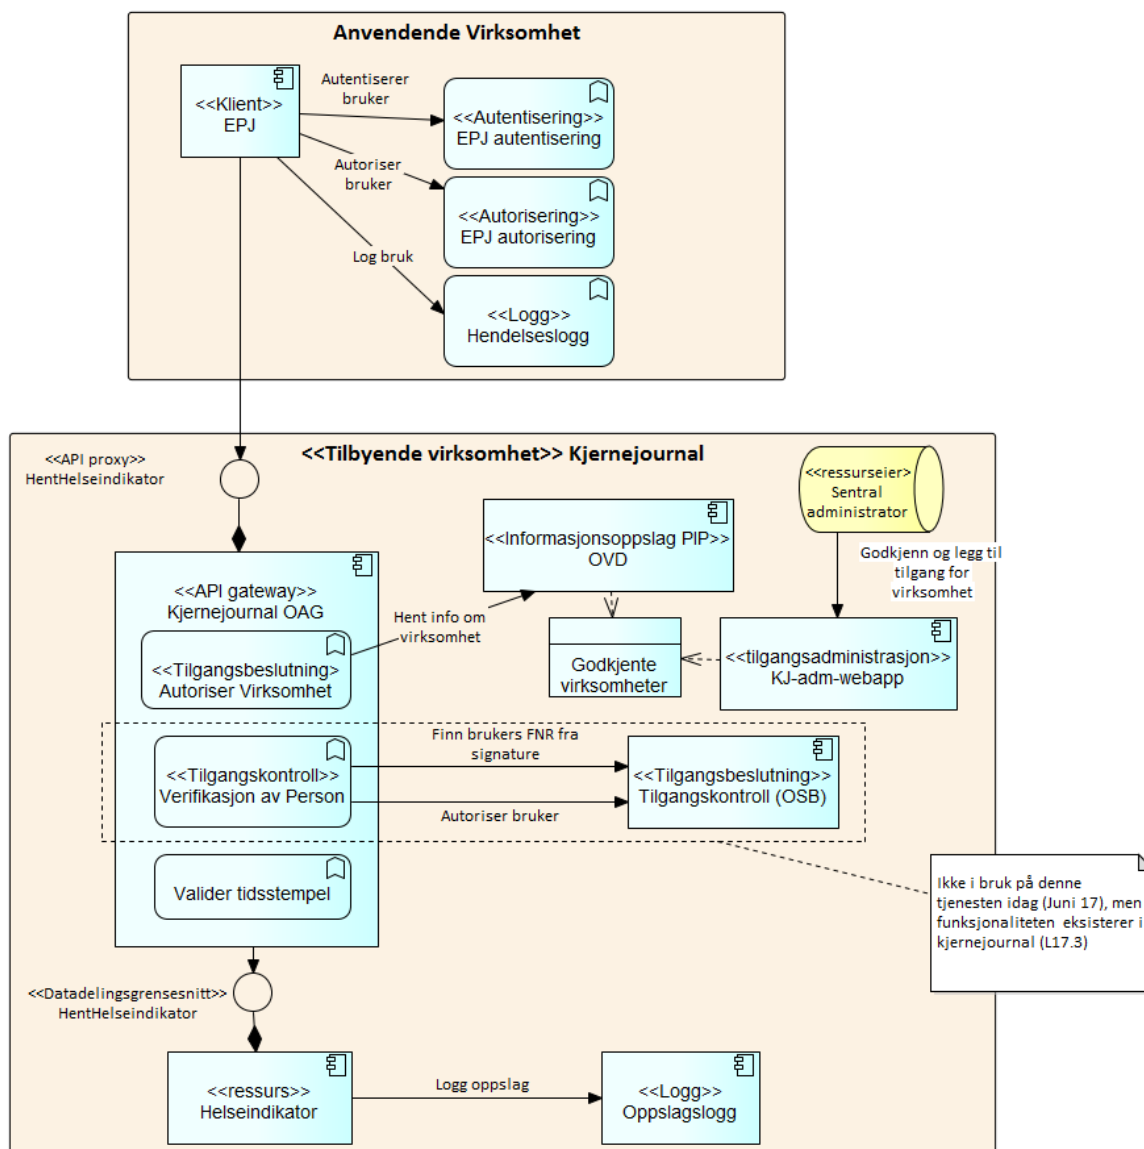 Anvendende Virksomhet
<<Klient>>
EPJ
Autentiserer
bruker
<<Autentisering>>
EPJ autentisering
Autoriser
bruker
<<Autorisering>>
EPJ autorisering
Log bruk
<<Logg>>
Hendelseslogg
<<Tilbyende virksomhet>> Kjernejournal
<<API proxy>>
HentHelseindikator
<<ressurseier>>
Sentral
administrator
<<Informasjonsoppslag PIP>>
OVD
Godkjenn og legg til
tilgang for
virksomhet
<<API gateway>>
Kjernejournal OAG
Hent info om
virksomhet
<<Tilgangsbeslutning>
Autoriser Virksomhet
Godkjente
virksomheter
<<tilgangsadministrasjon>>
KJ-adm-webapp
Finn brukers FNR fra
signature
<<Tilgangskontroll>>
Verifikasjon av Person
<<Tilgangsbeslutning>>
Tilgangskontroll (OSB)
Autoriser bruker
Valider tidsstempel
Ikke i bruk på denne
tjenesten idag (Juni 17), men
funksjonaliteten eksisterer i
kjernejournal (L17.3)
<<Datadelingsgrensesnitt>>
HentHelseindikator
<<ressurs>>
Helseindikator
Logg oppslag
<<Logg>>
Oppslagslogg